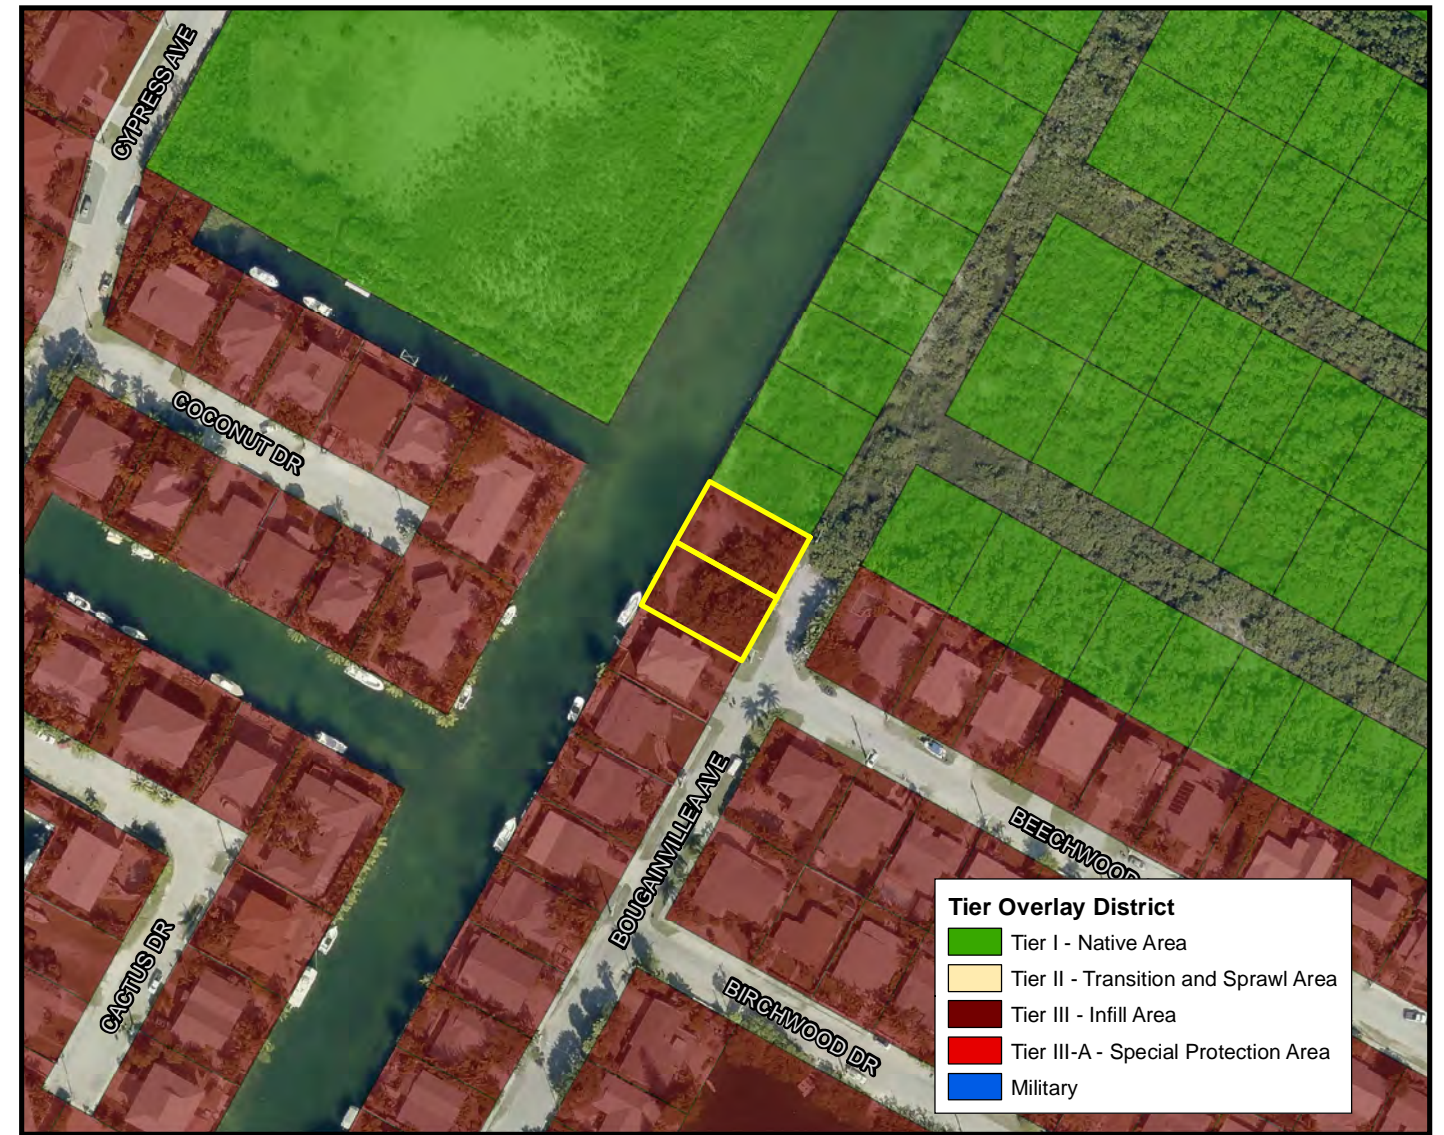 CYPRESS AVE
COCONUT DR
BOUGAINVILLEA AVE
BEECHWOOD
CACTUS DR
BIRCHWOOD DR
Tier Overlay District
Tier I - Native Area
Tier II - Transition and Sprawl Area
Tier III - Infill Area
Tier III-A - Special Protection Area
Military